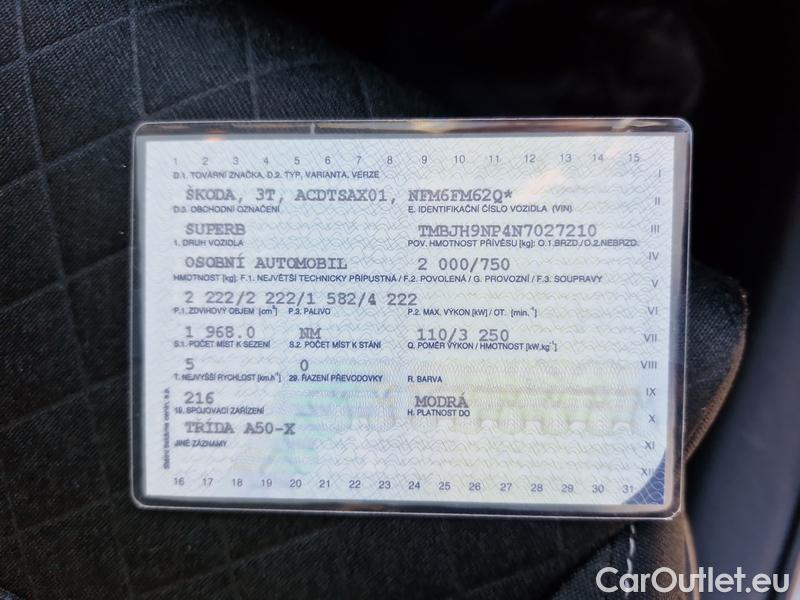 1 2 3 4 5 6 7 8 9 10 11 12 13 14 15
D.1. TOVÁRNÍ ZNAČKA, D.2. TYP, VARIANTA, VERZE
I
ŠKODA, 3T, ACDTSAX01, NFM6FM62Q*
II
D.3. OBCHODNÍ OZNAČENÍ E. IDENTIFIKAČNÍ ČÍSLO VOZIDLA (VIN)
SUPERB TMBJH9NP4N7027210
III
1. DRUH VOZIDLA POV. HMOTNOST PŘÍVĚSU [kg]: O.1.BRZD./O.2.NEBRZD.
OSOBNÍ AUTOMOBIL 2 000/750
IV
HMOTNOST [kg]: F.1. NEJVĚTŠÍ TECHNICKY PŘÍPUSTNÁ / F.2. POVOLENÁ / G. PROVOZNÍ / F.3. SOUPRAVY
V
2 222/2 222/1 582/4 222
P.1. ZDVIHOVÝ OBJEM [cm³] P.3. PALIVO P.2. MAX. VÝKON [kW] / OT. [min.⁻¹]
VI
1 968.0 NM 110/3 250
VII
S.1. POČET MÍST K SEZENÍ S.2. POČET MÍST K STÁNÍ Q. POMĚR VÝKON / HMOTNOST [kW.kg⁻¹]
5 0
VIII
T. NEJVYŠŠÍ RYCHLOST [km.h⁻¹] 29. ŘAZENÍ PŘEVODOVKY R. BARVA
216 MODRÁ
IX
19. SPOJOVACÍ ZAŘÍZENÍ H. PLATNOST DO
X
TŘÍDA A50-X
XI
JINÉ ZÁZNAMY
XII
16 17 18 19 20 21 22 23 24 25 26 27 28 29 30 31
CarOutlet.eu